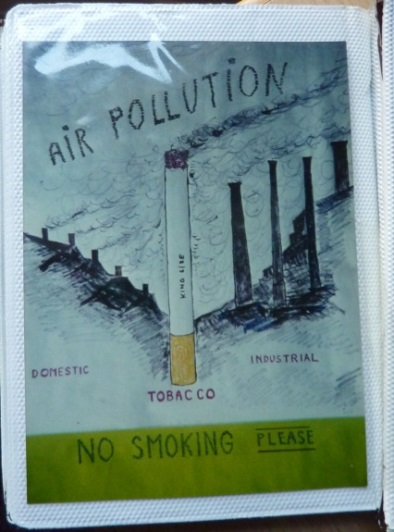 AiR POLLUTiON
KING SIZE
DOMESTIC
INDUSTRIAL
TOBACCO
NO SMOKING PLEASE